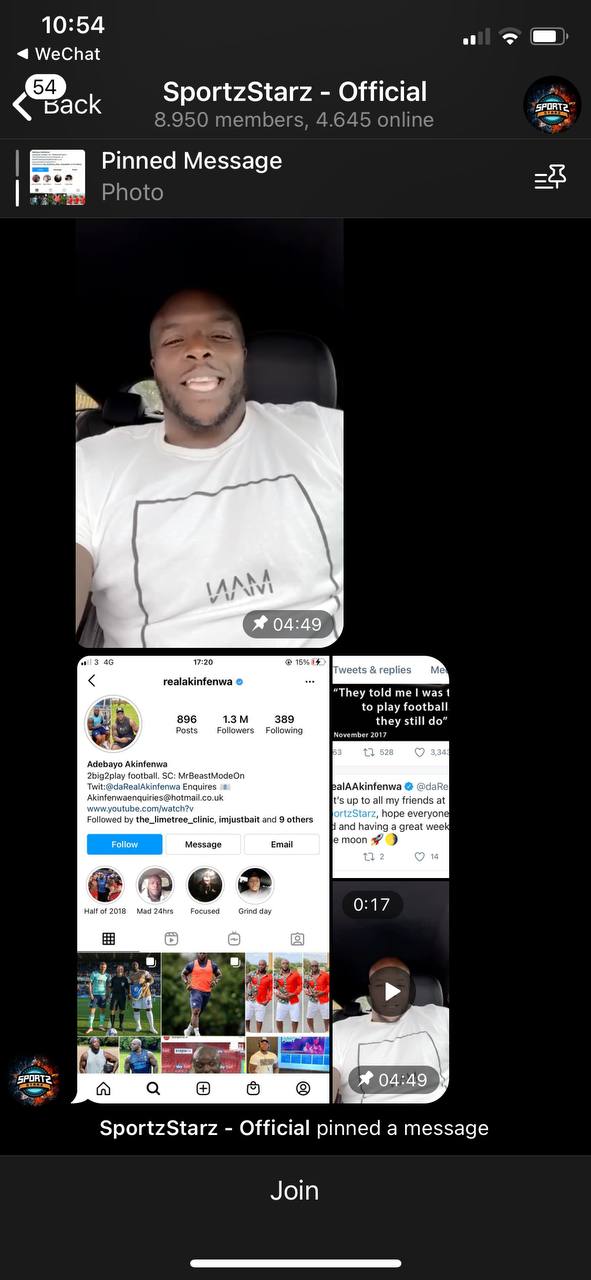 10:54
WeChat
54
Back
SportzStarz - Official
8.950 members, 4.645 online
SPORTZ
STARZ
Pinned Message
Photo
NAM
04:49
3 4G
17:20
15%
realakinfenwa
896
Posts
1.3 M
Followers
389
Following
Adebayo Akinfenwa
2big2play football. SC: MrBeastModeOn
Twit:@daRealAkinfenwa Enquires
Akinfenwaenquiries@hotmail.co.uk
www.youtube.com/watch?v
Followed by the_limetree_clinic, imjustbait and 9 others
Follow
Message
Email
Half of 2018
Mad 24hrs
Focused
Grind day
Tweets & replies
Me
"They told me I was t
to play football
they still do"
November 2017
63
528
3,343
ealAAkinfenwa @daRe
t's up to all my friends at
ortzStarz, hope everyone
d and having a great week
e moon 🚀🌖
2
14
0:17
04:49
SPORTZ
STARZ
SportzStarz - Official pinned a message
Join